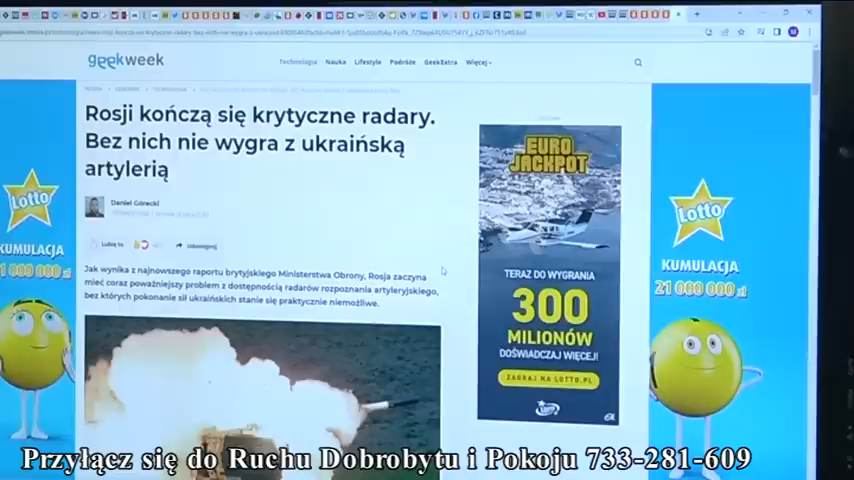 geekweek
Technologia Nauka Lifestyle Podróże GeekExtra Więcej
Rosji kończą się krytyczne radary.
Bez nich nie wygra z ukraińską
artylerią
Daniel Górecki
Lubię to
Udostępnij
Jak wynika z najnowszego raportu brytyjskiego Ministerstwa Obrony, Rosja zaczyna
mieć coraz poważniejszy problem z dostępnością radarów rozpoznania artyleryjskiego,
bez których pokonanie sił ukraińskich stanie się praktycznie niemożliwe.
EURO
JACKPOT
TERAZ DO WYGRANIA
300
MILIONÓW
DOŚWIADCZAJ WIĘCEJ!
ZAGRAJ NA LOTTO.PL
LOTTO
Lotto
KUMULACJA
21 000 000 zł
Lotto
KUMULACJA
21 000 000 zł
Przyłącz się do Ruchu Dobrobytu i Pokoju 733-281-609